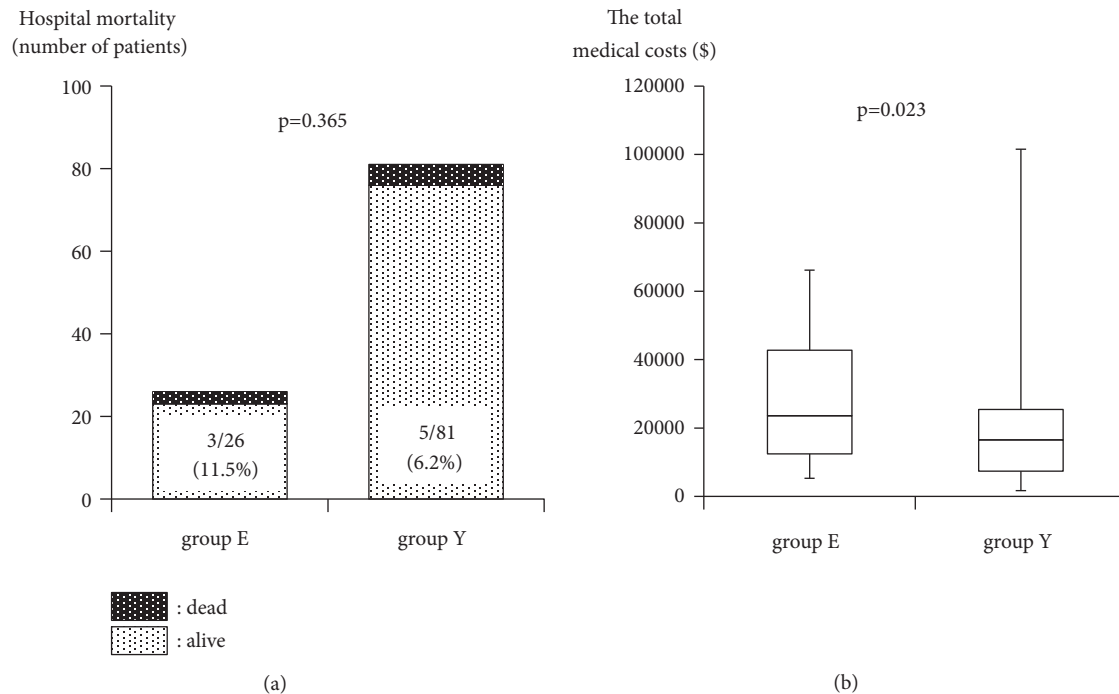 Hospital mortality
(number of patients)
100
80
60
40
20
0
p=0.365
3/26
(11.5%)
5/81
(6.2%)
group E
group Y
: dead
: alive
(a)
The total
medical costs ($)
120000
100000
80000
60000
40000
20000
0
p=0.023
group E
group Y
(b)